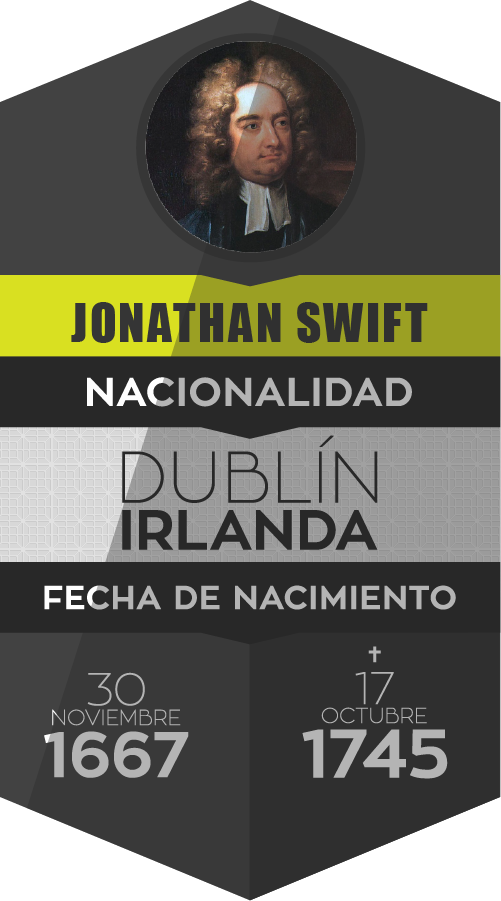 JONATHAN SWIFT
NACIONALIDAD
DUBLÍN
IRLANDA
FECHA DE NACIMIENTO
30
NOVIEMBRE
1667
✝
17
OCTUBRE
1745